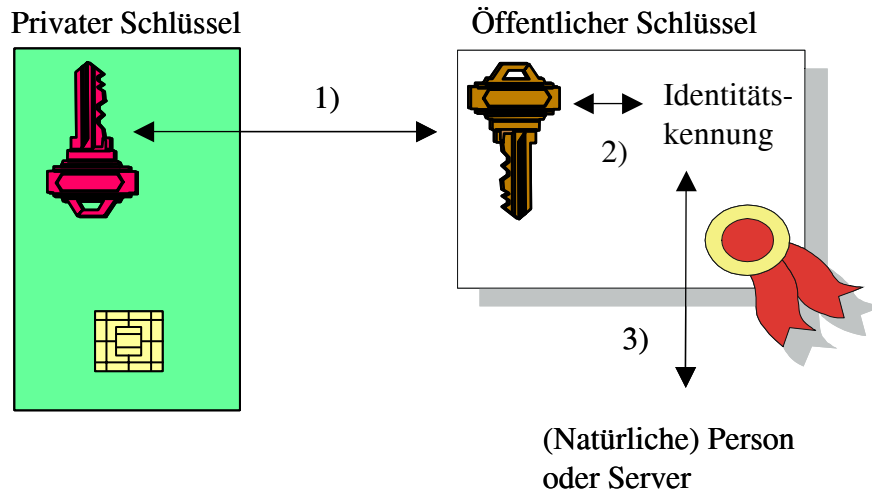 Privater Schlüssel
Öffentlicher Schlüssel
1)
Identitäts-
kennung
2)
3)
(Natürliche) Person
oder Server